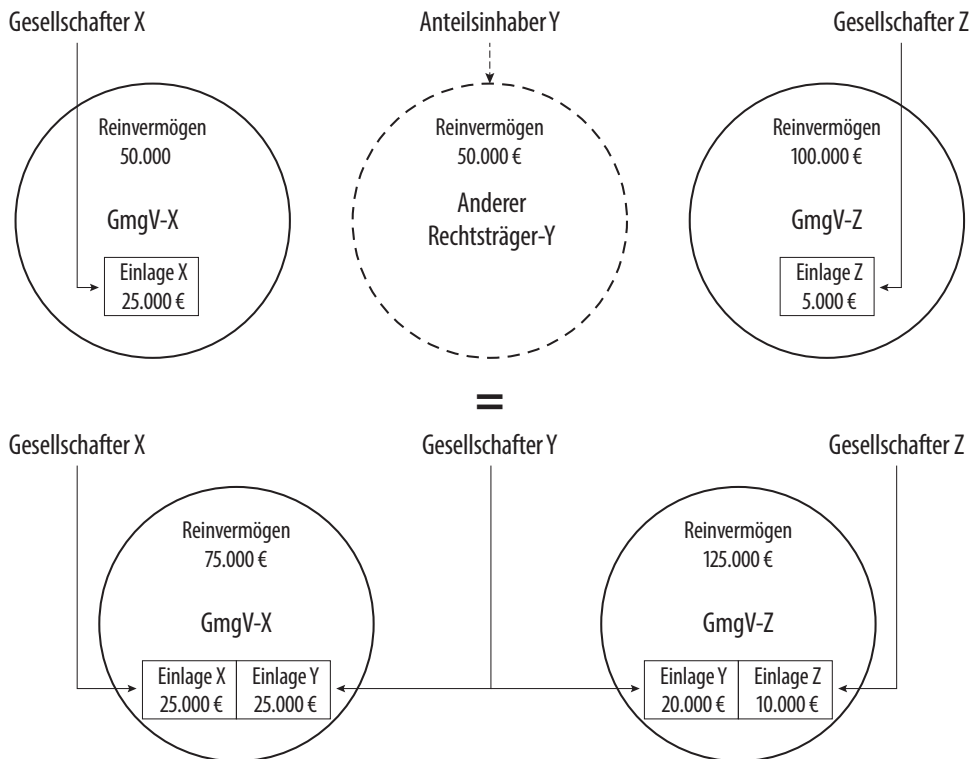 Gesellschafter X
Anteilsinhaber Y
Gesellschafter Z
Reinvermögen
50.000
GmgV-X
Einlage X
25.000 €
Reinvermögen
50.000 €
Anderer
Rechtsträger-Y
Reinvermögen
100.000 €
GmgV-Z
Einlage Z
5.000 €
=
Gesellschafter X
Gesellschafter Y
Gesellschafter Z
Reinvermögen
75.000 €
GmgV-X
Einlage X
25.000 €
Einlage Y
25.000 €
Reinvermögen
125.000 €
GmgV-Z
Einlage Y
20.000 €
Einlage Z
10.000 €